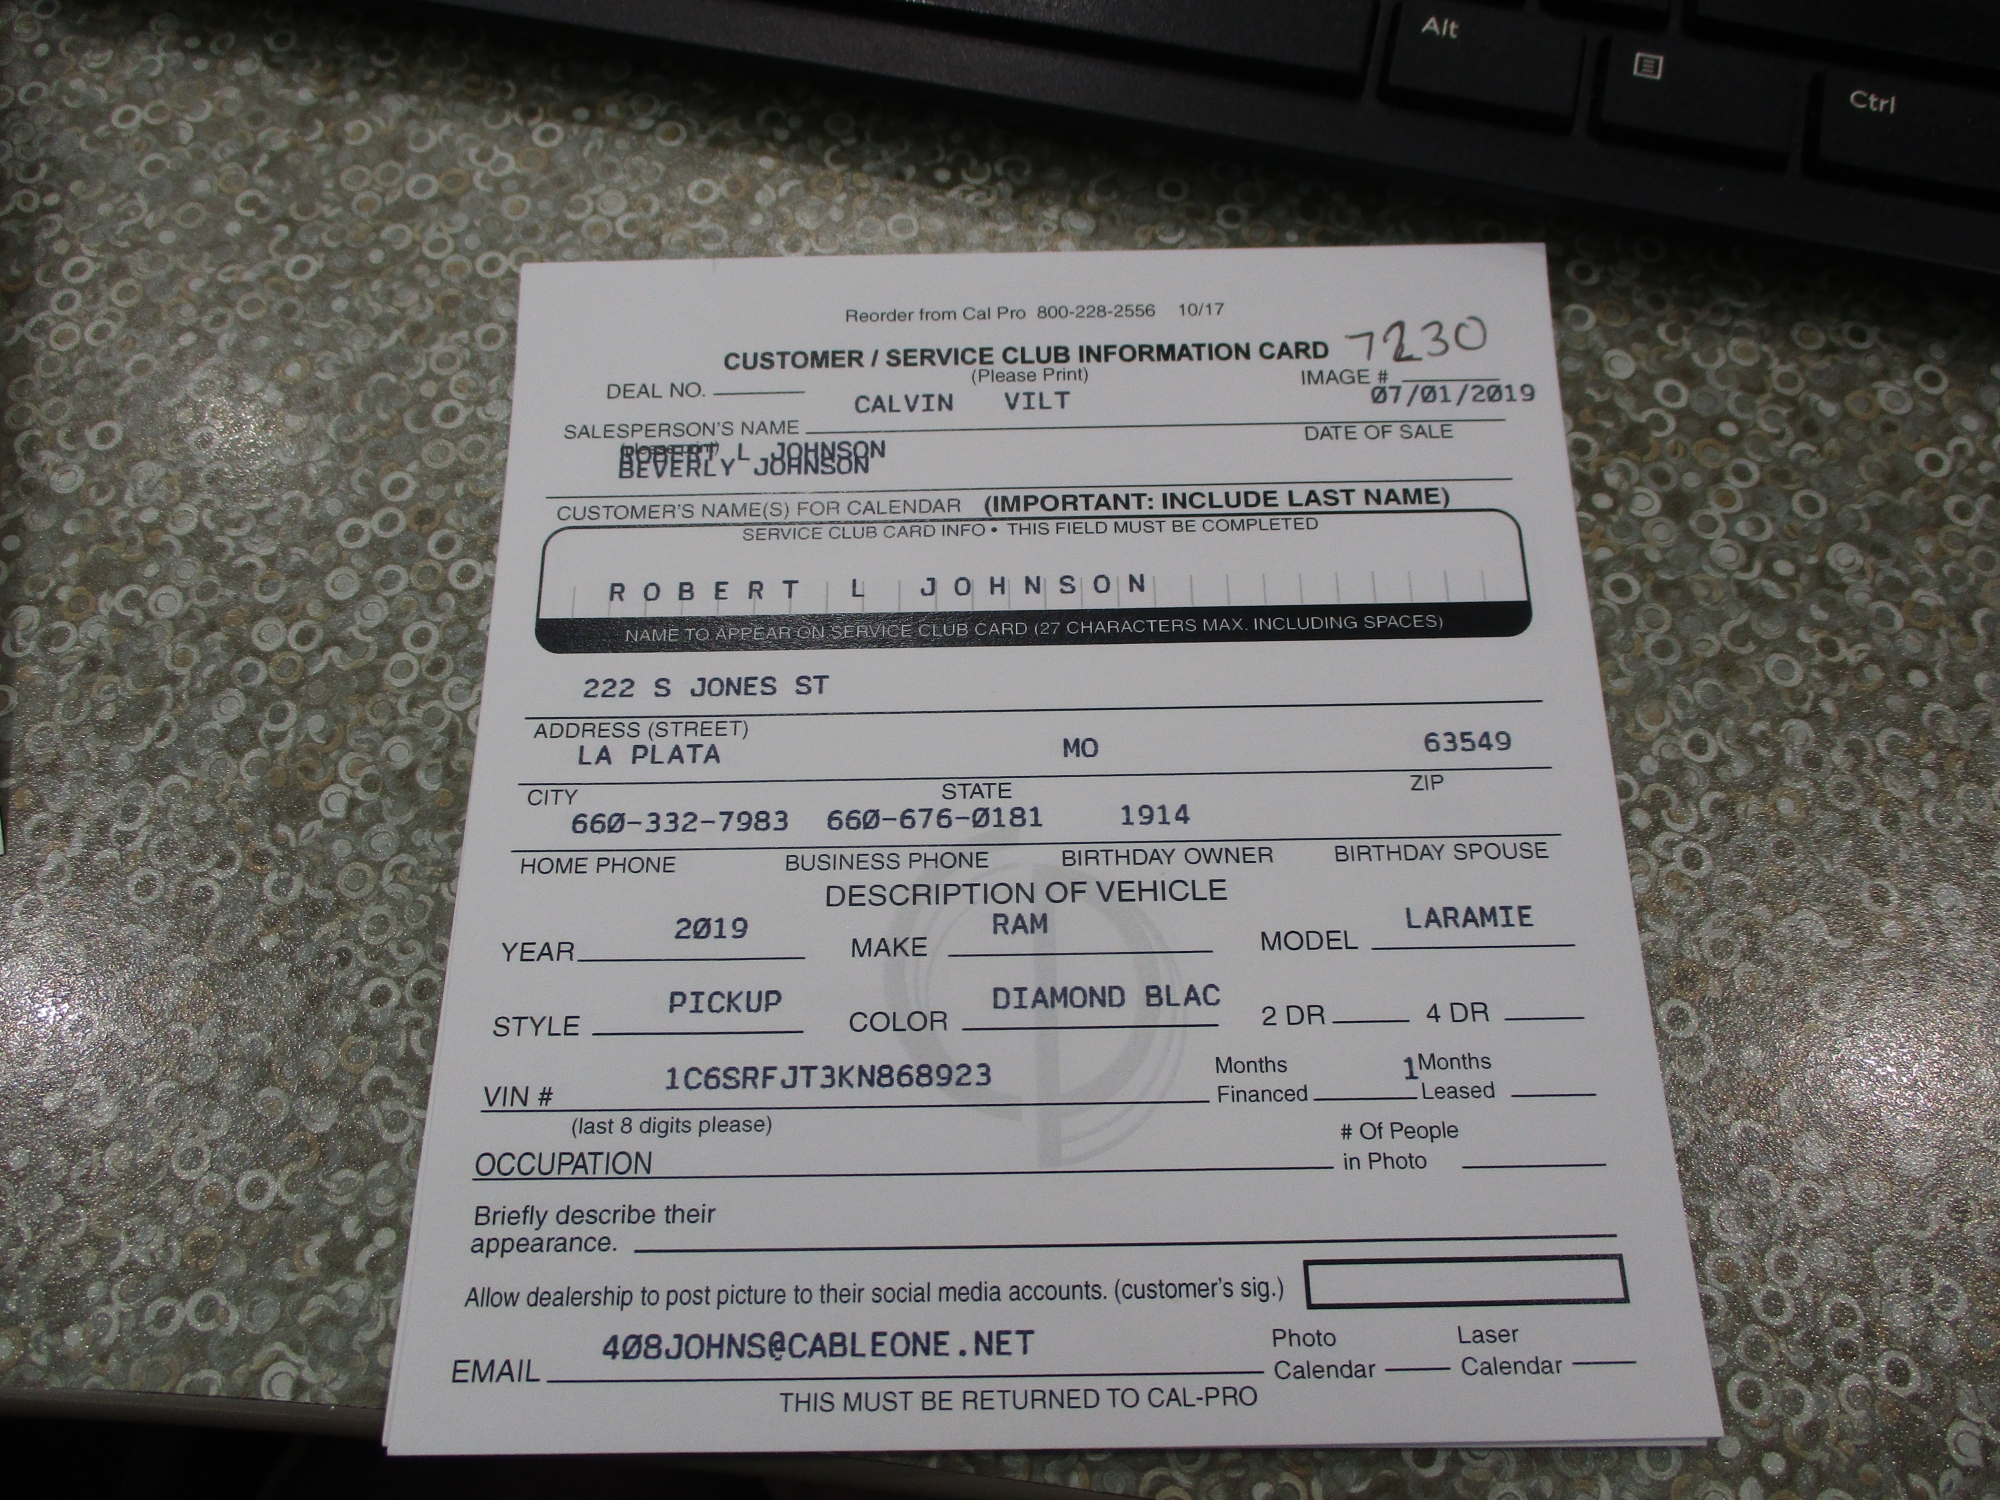 Alt
Ctrl
Reorder from Cal Pro 800-228-2556 10/17
CUSTOMER / SERVICE CLUB INFORMATION CARD 7230
(Please Print)
DEAL NO. IMAGE #
CALVIN VILT 07/01/2019
SALESPERSON'S NAME DATE OF SALE
(please print)
ROBERT L JOHNSON
BEVERLY JOHNSON
CUSTOMER'S NAME(S) FOR CALENDAR (IMPORTANT: INCLUDE LAST NAME)
SERVICE CLUB CARD INFO • THIS FIELD MUST BE COMPLETED
ROBERT L JOHNSON
NAME TO APPEAR ON SERVICE CLUB CARD (27 CHARACTERS MAX. INCLUDING SPACES)
222 S JONES ST
ADDRESS (STREET)
LA PLATA MO 63549
CITY STATE ZIP
660-332-7983 660-676-0181 1914
HOME PHONE BUSINESS PHONE BIRTHDAY OWNER BIRTHDAY SPOUSE
DESCRIPTION OF VEHICLE
YEAR 2019 MAKE RAM MODEL LARAMIE
STYLE PICKUP COLOR DIAMOND BLAC 2 DR 4 DR
VIN # 1C6SRFJT3KN868923 Months Financed 1 Months Leased
(last 8 digits please)
OCCUPATION # Of People in Photo
Briefly describe their
appearance.
Allow dealership to post picture to their social media accounts. (customer's sig.)
EMAIL 408JOHNS@CABLEONE.NET Photo Calendar Laser Calendar
THIS MUST BE RETURNED TO CAL-PRO